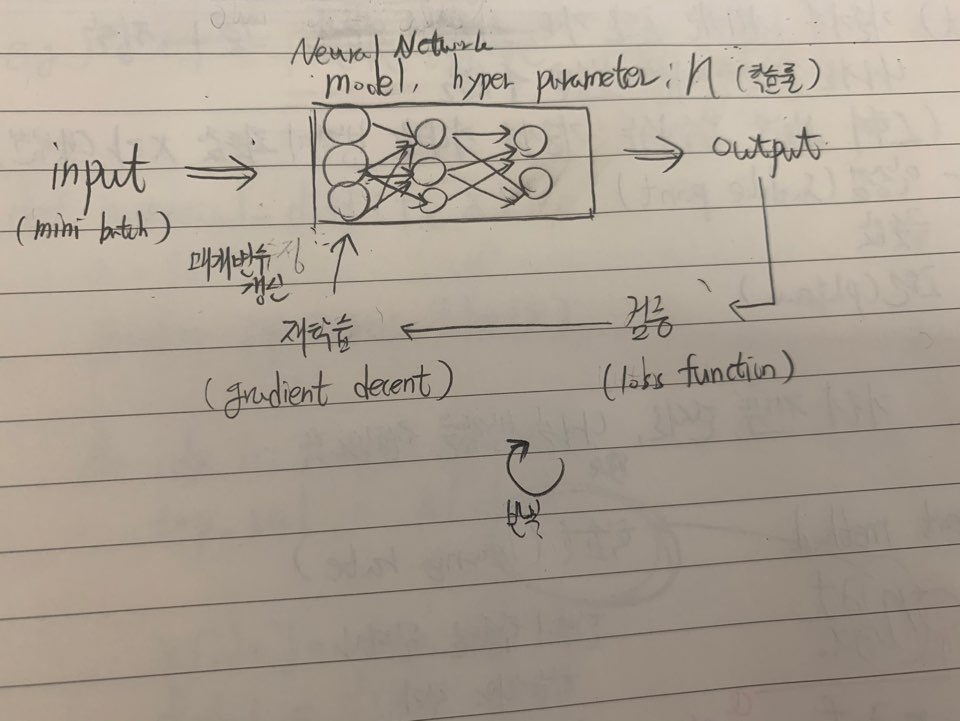 Neural Network
model, hyper parameter: η (학습률)
input
(mini batch)
output
매개변수
갱신
재학습
(gradient decent)
검증
(loss function)
반복